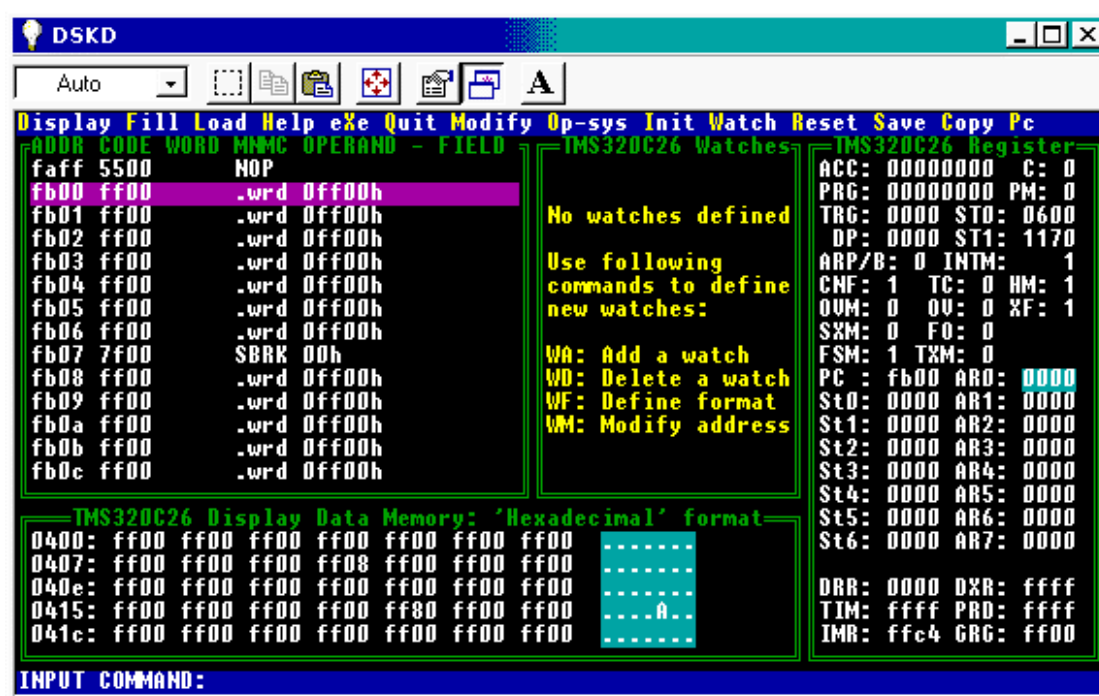 DSKD
Auto
A
Display Fill Load Help eXe Quit Modify Op-sys Init Watch Reset Save Copy Pc
ADDR CODE WORD MNMC OPERAND - FIELD
faff 5500 NOP
fb00 ff00 .wrd 0ff00h
fb01 ff00 .wrd 0ff00h
fb02 ff00 .wrd 0ff00h
fb03 ff00 .wrd 0ff00h
fb04 ff00 .wrd 0ff00h
fb05 ff00 .wrd 0ff00h
fb06 ff00 .wrd 0ff00h
fb07 7f00 SBRK 00h
fb08 ff00 .wrd 0ff00h
fb09 ff00 .wrd 0ff00h
fb0a ff00 .wrd 0ff00h
fb0b ff00 .wrd 0ff00h
fb0c ff00 .wrd 0ff00h
TMS320C26 Watches
No watches defined
Use following
commands to define
new watches:
WA: Add a watch
WD: Delete a watch
WF: Define format
WM: Modify address
TMS320C26 Register
ACC: 00000000 C: 0
PRG: 00000000 PM: 0
TRG: 0000 ST0: 0600
DP: 0000 ST1: 1170
ARP/B: 0 INTM: 1
CNF: 1 TC: 0 HM: 1
OVM: 0 OV: 0 XF: 1
SXM: 0 FO: 0
FSM: 1 TXM: 0
PC : fb00 AR0: 0000
St0: 0000 AR1: 0000
St1: 0000 AR2: 0000
St2: 0000 AR3: 0000
St3: 0000 AR4: 0000
St4: 0000 AR5: 0000
St5: 0000 AR6: 0000
St6: 0000 AR7: 0000
DRR: 0000 DXR: ffff
TIM: ffff PRD: ffff
IMR: ffc4 GRG: ff00
TMS320C26 Display Data Memory: 'Hexadecimal' format
0400: ff00 ff00 ff00 ff00 ff00 ff00 ff00 .......
0407: ff00 ff00 ff00 ff08 ff00 ff00 ff00 .......
040e: ff00 ff00 ff00 ff00 ff00 ff00 ff00 .......
0415: ff00 ff00 ff00 ff00 ff80 ff00 ff00 ....A..
041c: ff00 ff00 ff00 ff00 ff00 ff00 ff00 .......
INPUT COMMAND: